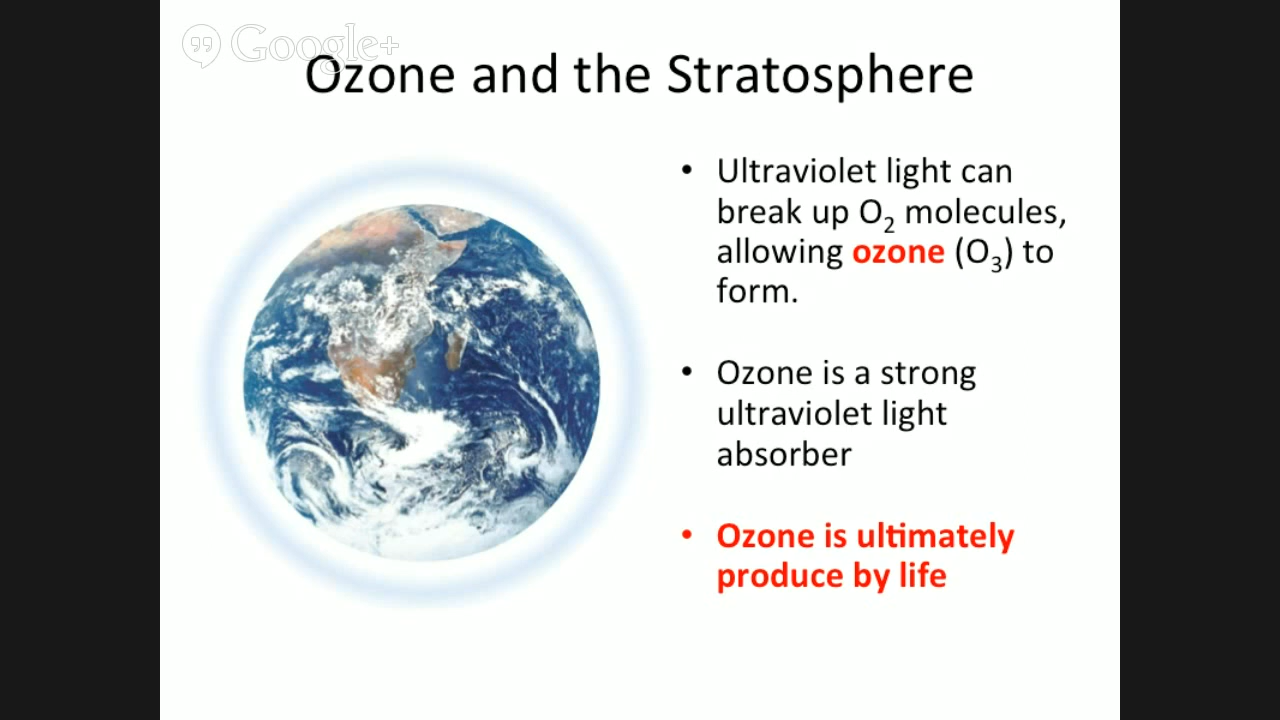 Google+
Ozone and the Stratosphere
• Ultraviolet light can
break up O₂ molecules,
allowing ozone (O₃) to
form.
• Ozone is a strong
ultraviolet light
absorber
• Ozone is ultimately
produce by life